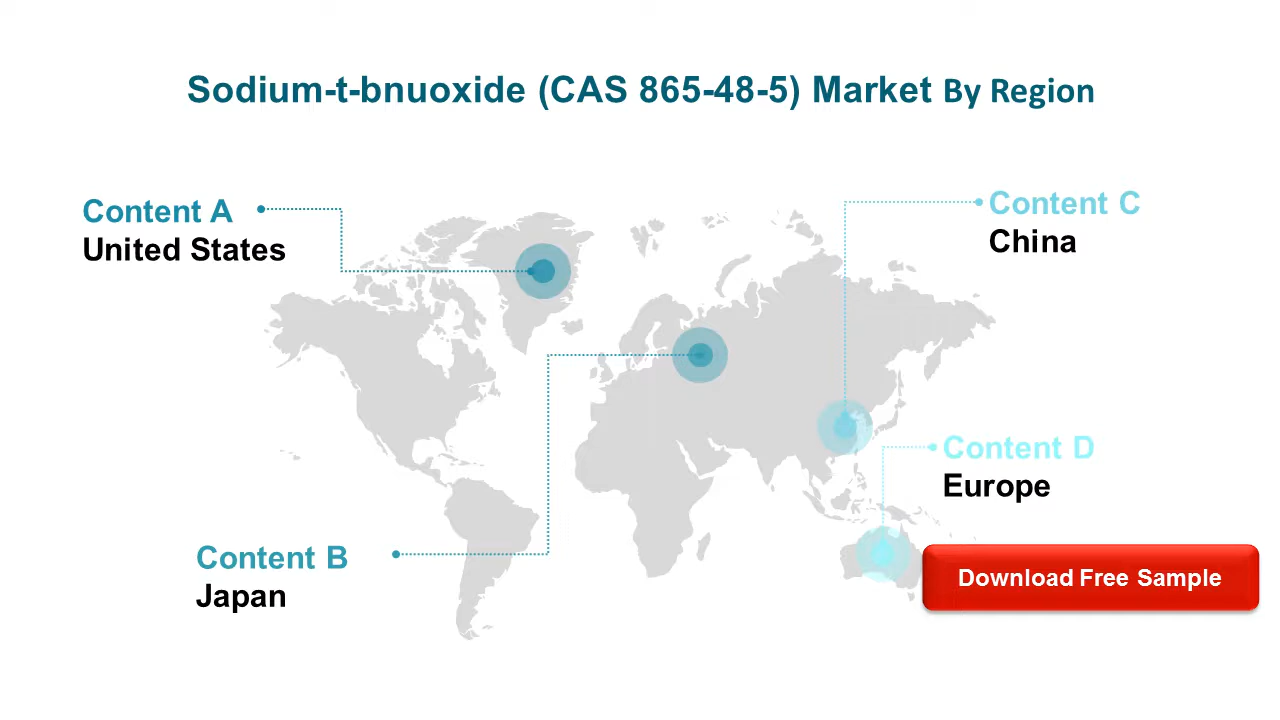 Sodium-t-bnuoxide (CAS 865-48-5) Market By Region
Content A
United States
Content C
China
Content D
Europe
Content B
Japan
Download Free Sample